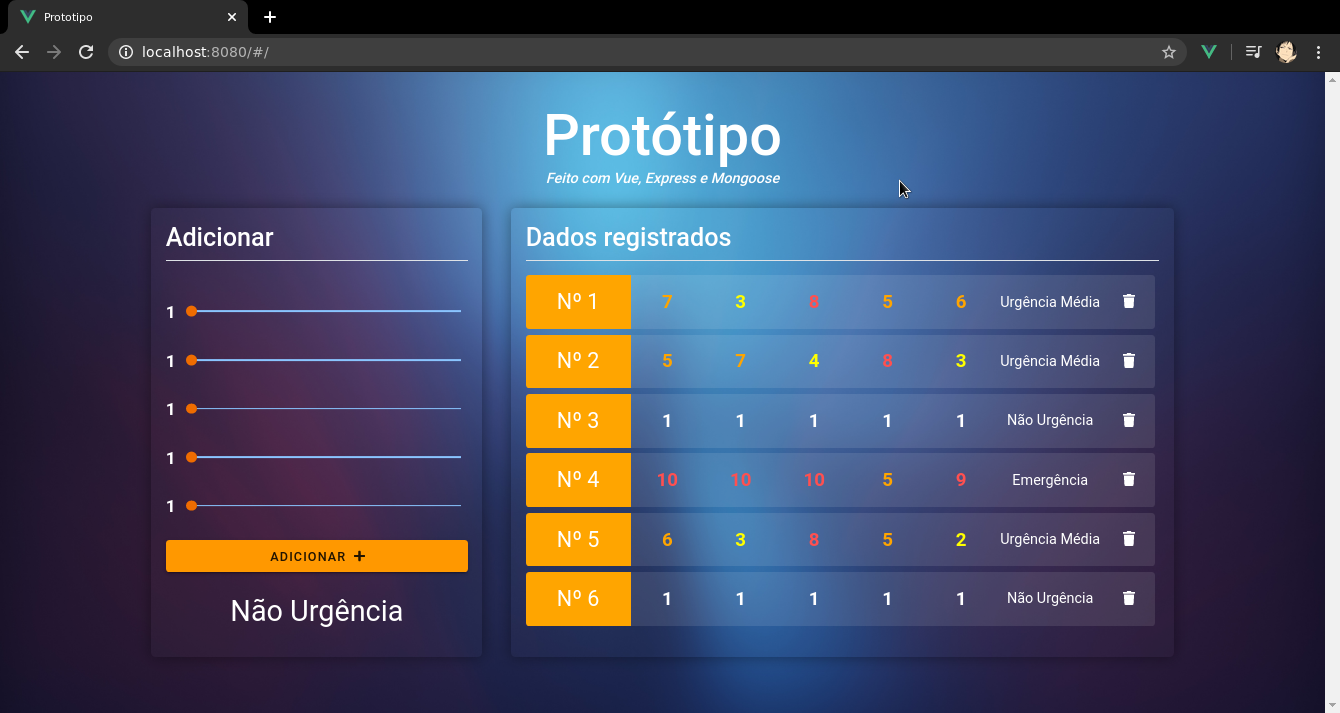 Prototipo
localhost:8080/#/
Protótipo
Feito com Vue, Express e Mongoose
Adicionar
1
1
1
1
1
ADICIONAR
Não Urgência
Dados registrados
Nº 1 7 3 8 5 6 Urgência Média
Nº 2 5 7 4 8 3 Urgência Média
Nº 3 1 1 1 1 1 Não Urgência
Nº 4 10 10 10 5 9 Emergência
Nº 5 6 3 8 5 2 Urgência Média
Nº 6 1 1 1 1 1 Não Urgência